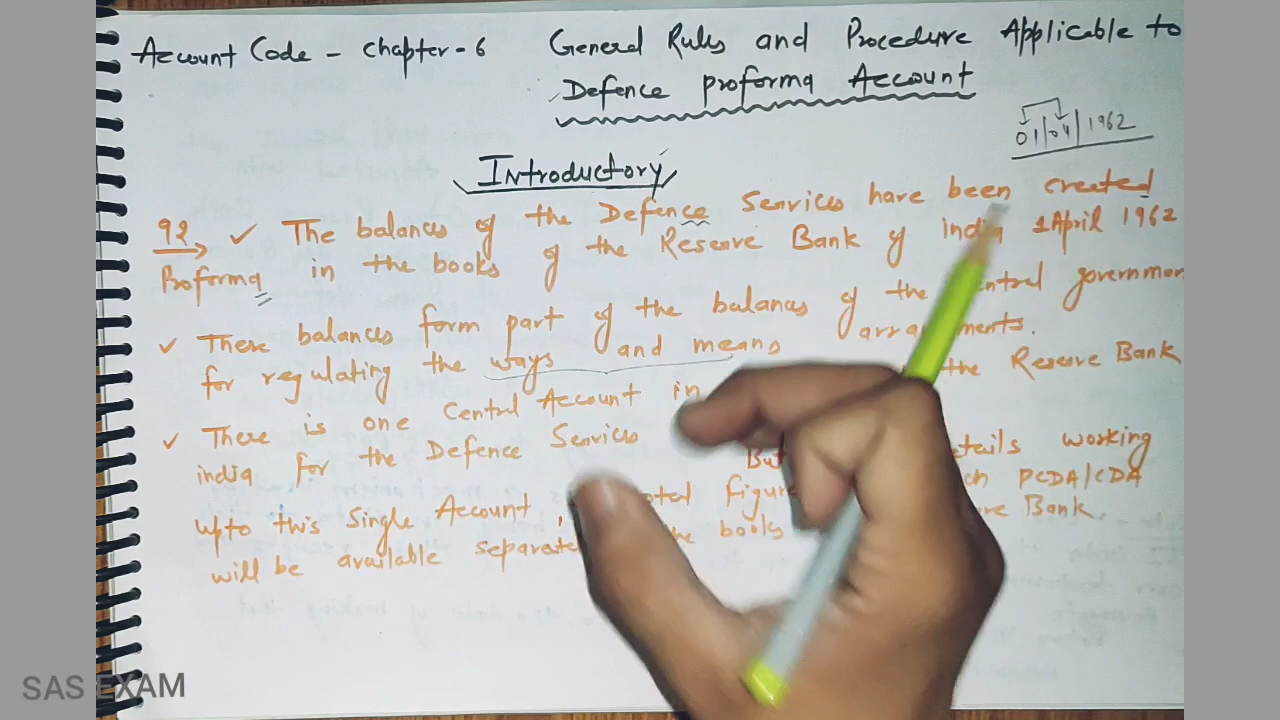 Account Code - Chapter - 6 General Rules and Procedure Applicable to
Defence proforma Account
01/04/1962
Introductory
92 ✓ The balances of the Defence Services have been created
Proforma in the books of the Reserve Bank of India 1 April 1962
✓ These balances form part of the balances of the Central government
for regulating the ways and means arrangements.
✓ There is one Central Account in the Reserve Bank
india for the Defence Services But details working
upto this Single Account, PCDA/CDA
will be available separate books Bank
SAS EXAM